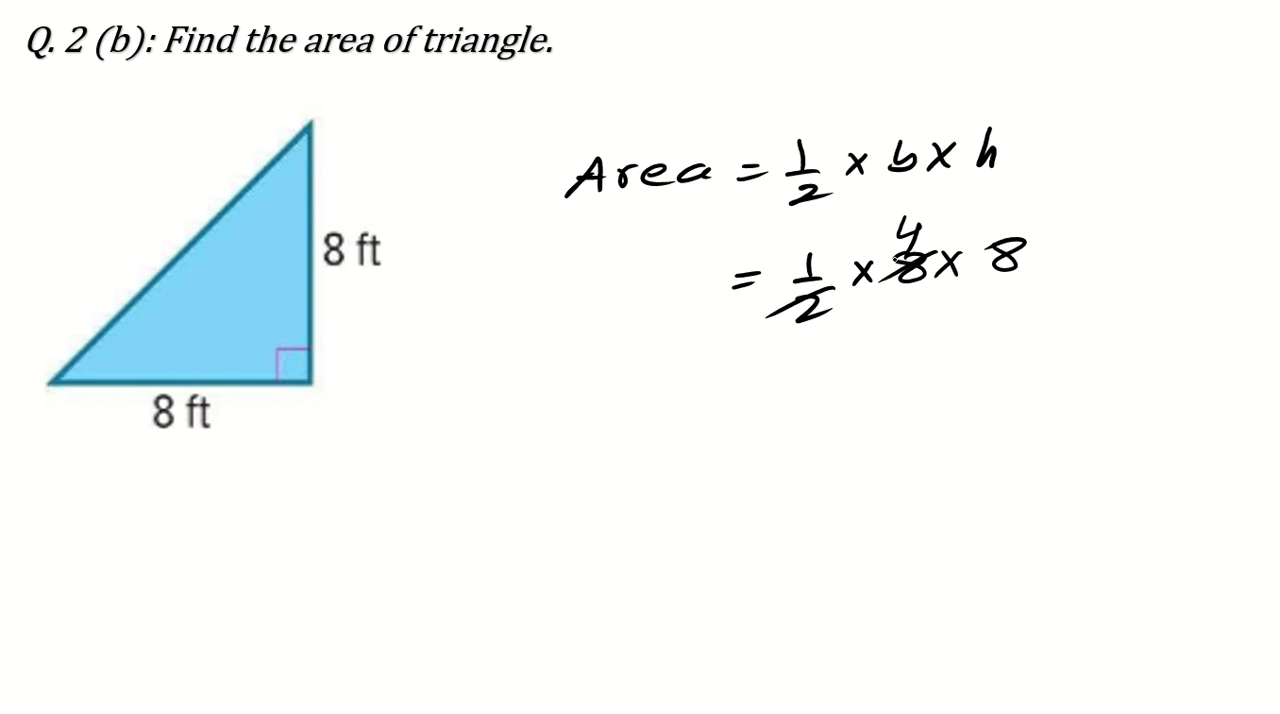 Q. 2 (b): Find the area of triangle.
Area = 1/2 × b × h
8 ft
= 1/2 × 8 4 × 8
8 ft